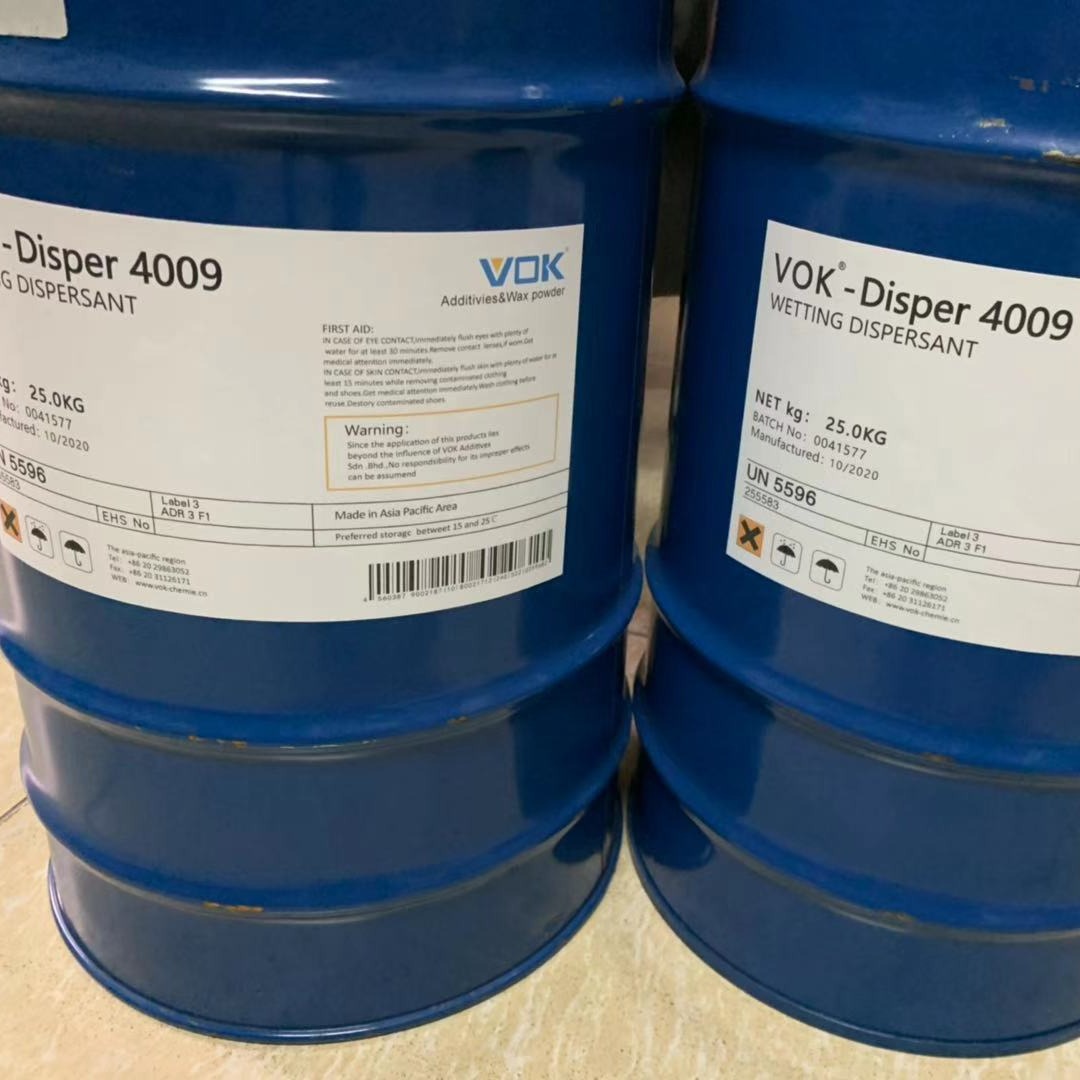 -Disper 4009
G DISPERSANT
VOK
Additivies&Wax powder
FIRST AID:
IN CASE OF EYE CONTACT,immediately flush eyes with plenty of
water for at least 30 minutes.Remove contact lenses,if worn.Get
medical attention immediately.
IN CASE OF SKIN CONTACT,immediately flush skin with plenty of water for at
least 15 minutes while removing contaminated clothing
and shoes.Get medical attention immediately.Wash clothing before
reuse.Destory contaminated shoes.
Warning:
Since the application of this products lies
beyond the influence of VOK Additives
Sdn .Bhd.,No respondsibility for its improper effects
can be assumend
kg: 25.0KG
No: 0041577
factured: 10/2020
N 5596
55583
EHS No
Label 3
ADR 3 F1
Made in Asia Pacific Area
Preferred storage betweet 15 and 25℃
The asia-pacific region
Tel: +86 20 29863052
Fax: +86 20 31126171
WEB: www.vok-chemie.cn
VOK®-Disper 4009
WETTING DISPERSANT
NET kg: 25.0KG
BATCH No: 0041577
Manufactured: 10/2020
UN 5596
255583
EHS No
Label 3
ADR 3 F1
The asia-pacific region
Tel: +86 20 29863052
Fax: +86 20 31126171
WEB: www.vok-chemie.cn